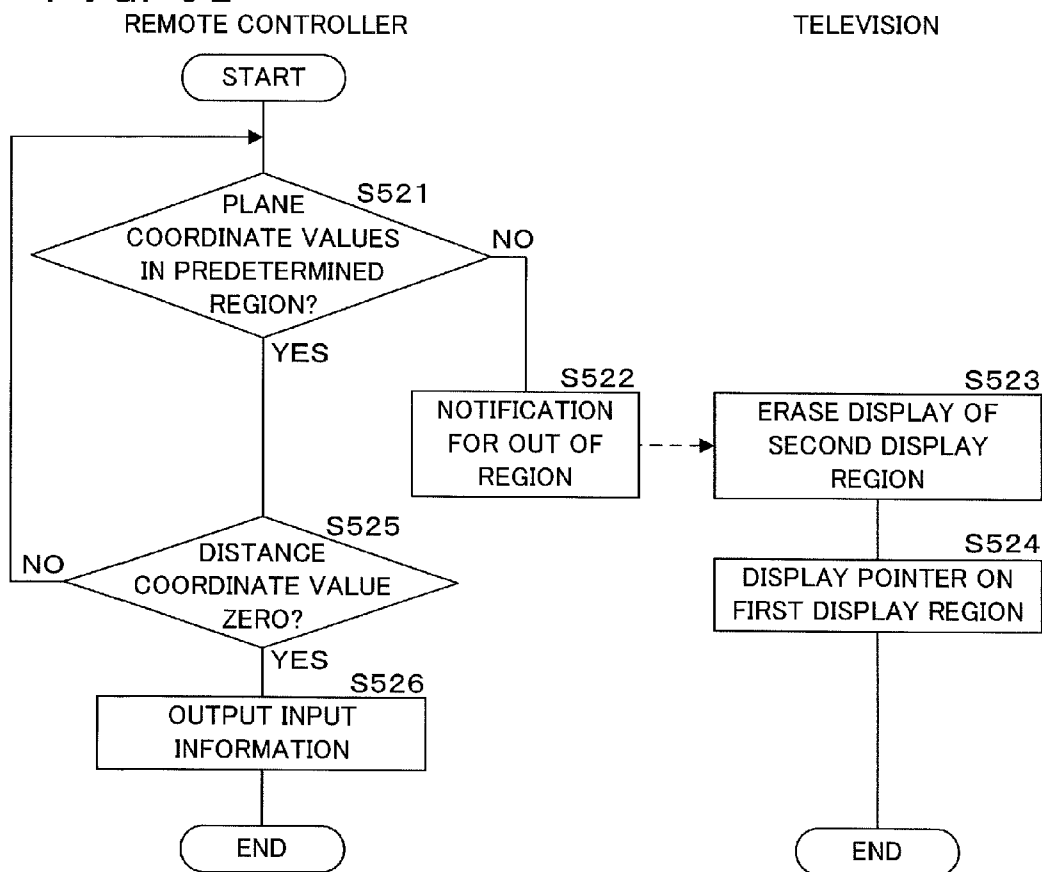 REMOTE CONTROLLER
TELEVISION
START
S521
PLANE
COORDINATE VALUES
IN PREDETERMINED
REGION?
NO
YES
S522
NOTIFICATION
FOR OUT OF
REGION
S523
ERASE DISPLAY OF
SECOND DISPLAY
REGION
S524
DISPLAY POINTER ON
FIRST DISPLAY REGION
S525
DISTANCE
COORDINATE VALUE
ZERO?
NO
YES
S526
OUTPUT INPUT
INFORMATION
END
END